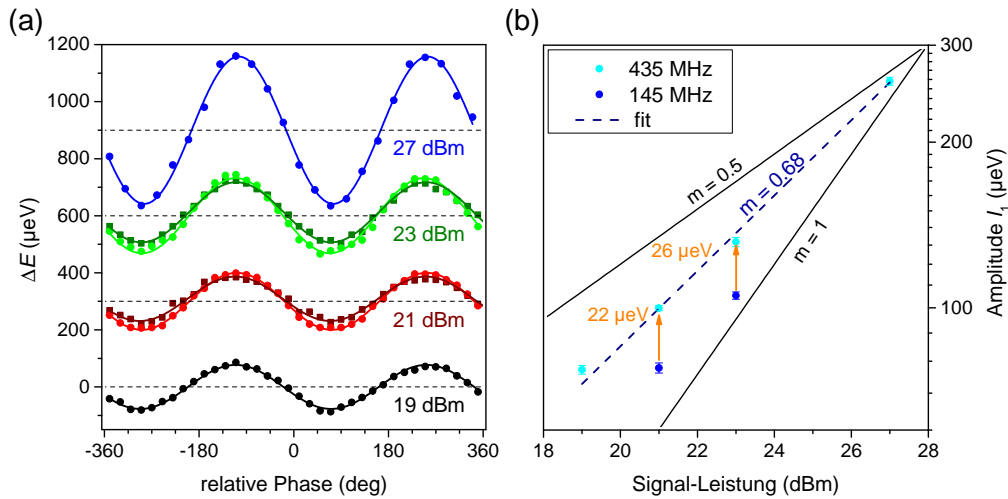 (a)
1200
1000
800
600
400
200
0
ΔE (µeV)
27 dBm
23 dBm
21 dBm
19 dBm
-360
-180
0
180
360
relative Phase (deg)
(b)
435 MHz
145 MHz
fit
m = 0.5
m = 0.68
m = 1
26 µeV
22 µeV
300
200
100
Amplitude I₁ (µeV)
18
20
22
24
26
28
Signal-Leistung (dBm)